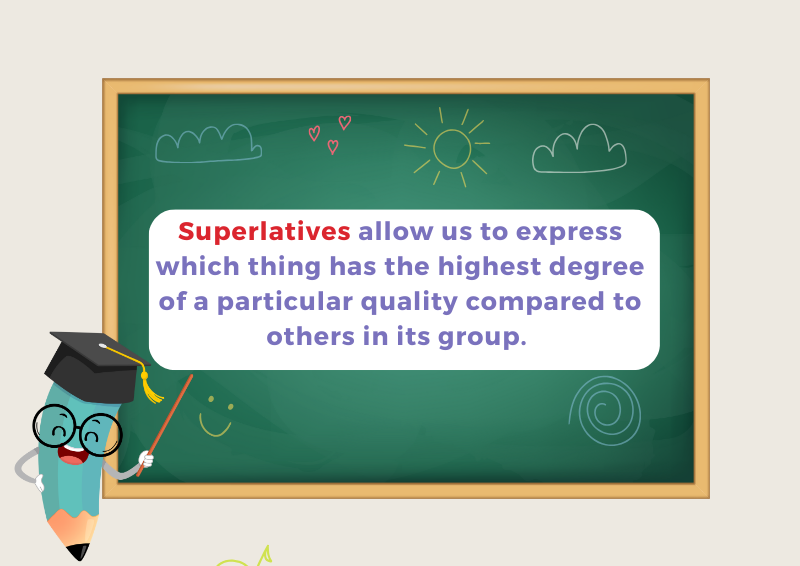 Superlatives allow us to express
which thing has the highest degree
of a particular quality compared to
others in its group.